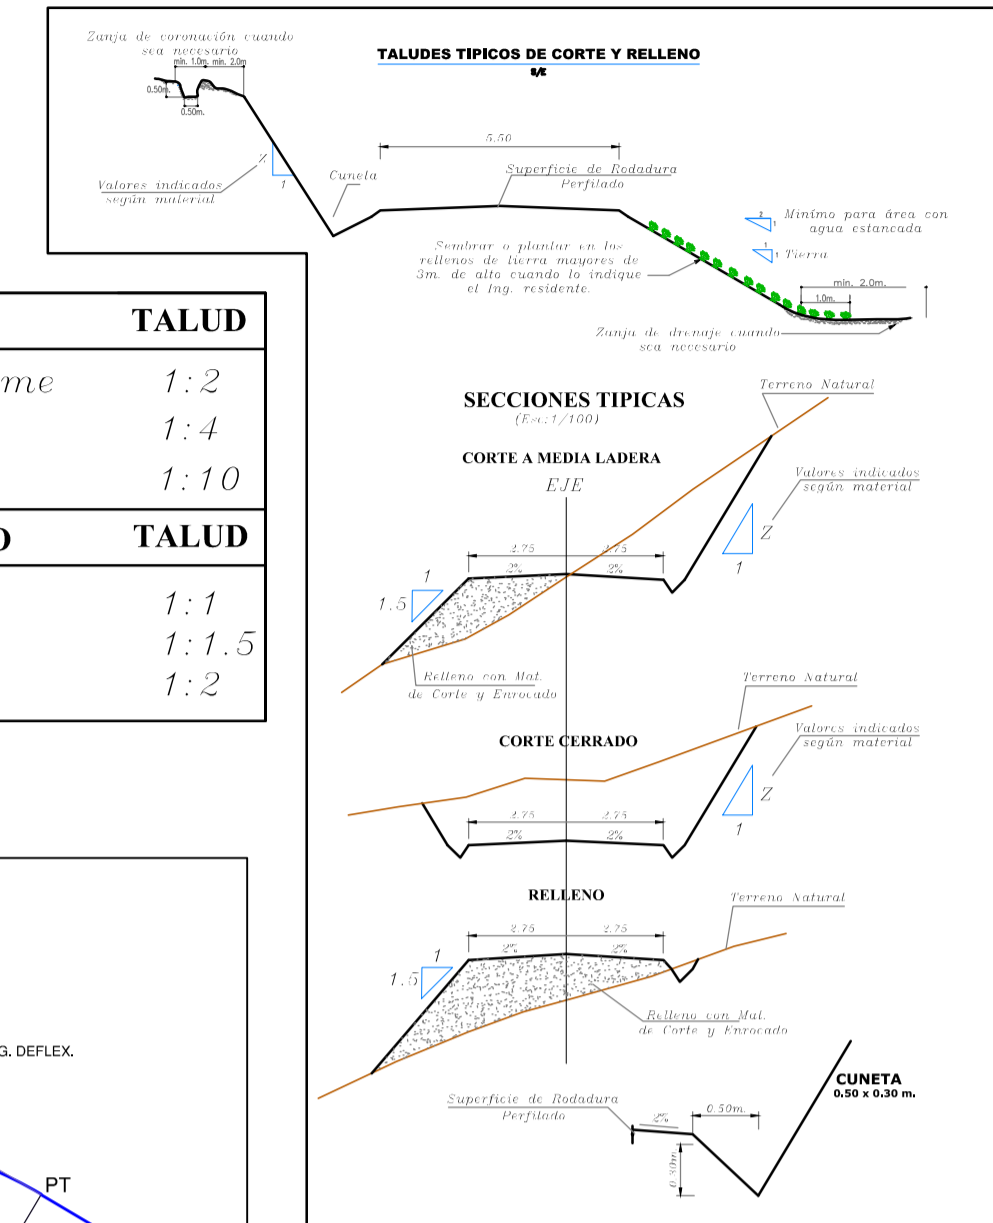 Zanja de coronación cuando
sea necesario
min. 1.0m. min. 2.0m
0.50m.
0.50m.
TALUDES TIPICOS DE CORTE Y RELLENO
S/E
5.50
Z
1
Valores indicados
según material
Cuneta
Superficie de Rodadura
Perfilado
2
1
Minímo para área con
agua estancada
1
1
Tierra
Sembrar o plantar en los
rellenos de tierra mayores de
3m. de alto cuando lo indique
el Ing. residente.
min. 2.0m.
1.0m.
Zanja de drenaje cuando
sea necesario
TALUD
me 1:2
1:4
1:10
O TALUD
1:1
1:1.5
1:2
SECCIONES TIPICAS
(Esc:1/100)
Terreno Natural
CORTE A MEDIA LADERA
EJE
Valores indicados
según material
Z
1
2.75 2.75
2% 2%
1
1.5
Relleno con Mat.
de Corte y Enrocado
Terreno Natural
CORTE CERRADO
Valores indicados
según material
Z
1
2.75 2.75
2% 2%
RELLENO
Terreno Natural
2.75 2.75
2% 2%
1
1.5
Relleno con Mat.
de Corte y Enrocado
G. DEFLEX.
PT
CUNETA
0.50 x 0.30 m.
Superficie de Rodadura
Perfilado
2%
0.50m.
0.30m.